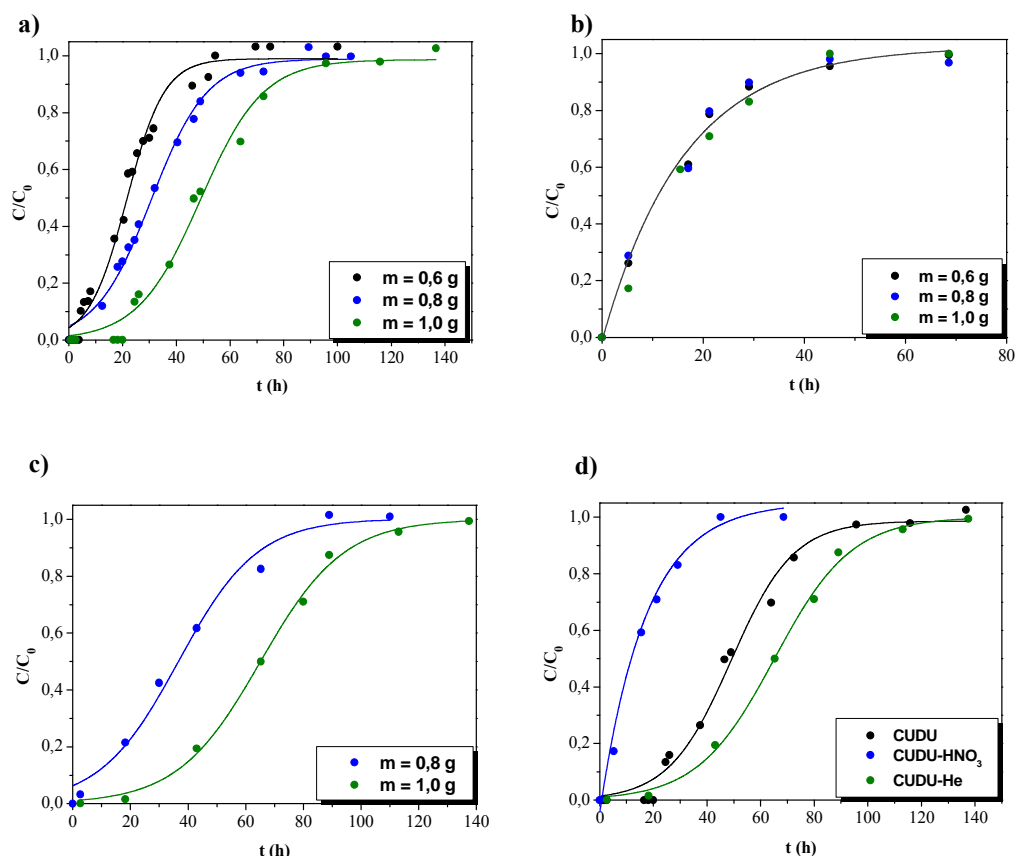 a)
C/C0
1,0
0,8
0,6
0,4
0,2
0,0
0 20 40 60 80 100 120 140
t (h)
m = 0,6 g
m = 0,8 g
m = 1,0 g
b)
C/C0
1,0
0,8
0,6
0,4
0,2
0,0
0 20 40 60 80
t (h)
m = 0,6 g
m = 0,8 g
m = 1,0 g
c)
C/C0
1,0
0,8
0,6
0,4
0,2
0,0
0 20 40 60 80 100 120 140
t (h)
m = 0,8 g
m = 1,0 g
d)
C/C0
1,0
0,8
0,6
0,4
0,2
0,0
0 20 40 60 80 100 120 140
t (h)
CUDU
CUDU-HNO3
CUDU-He